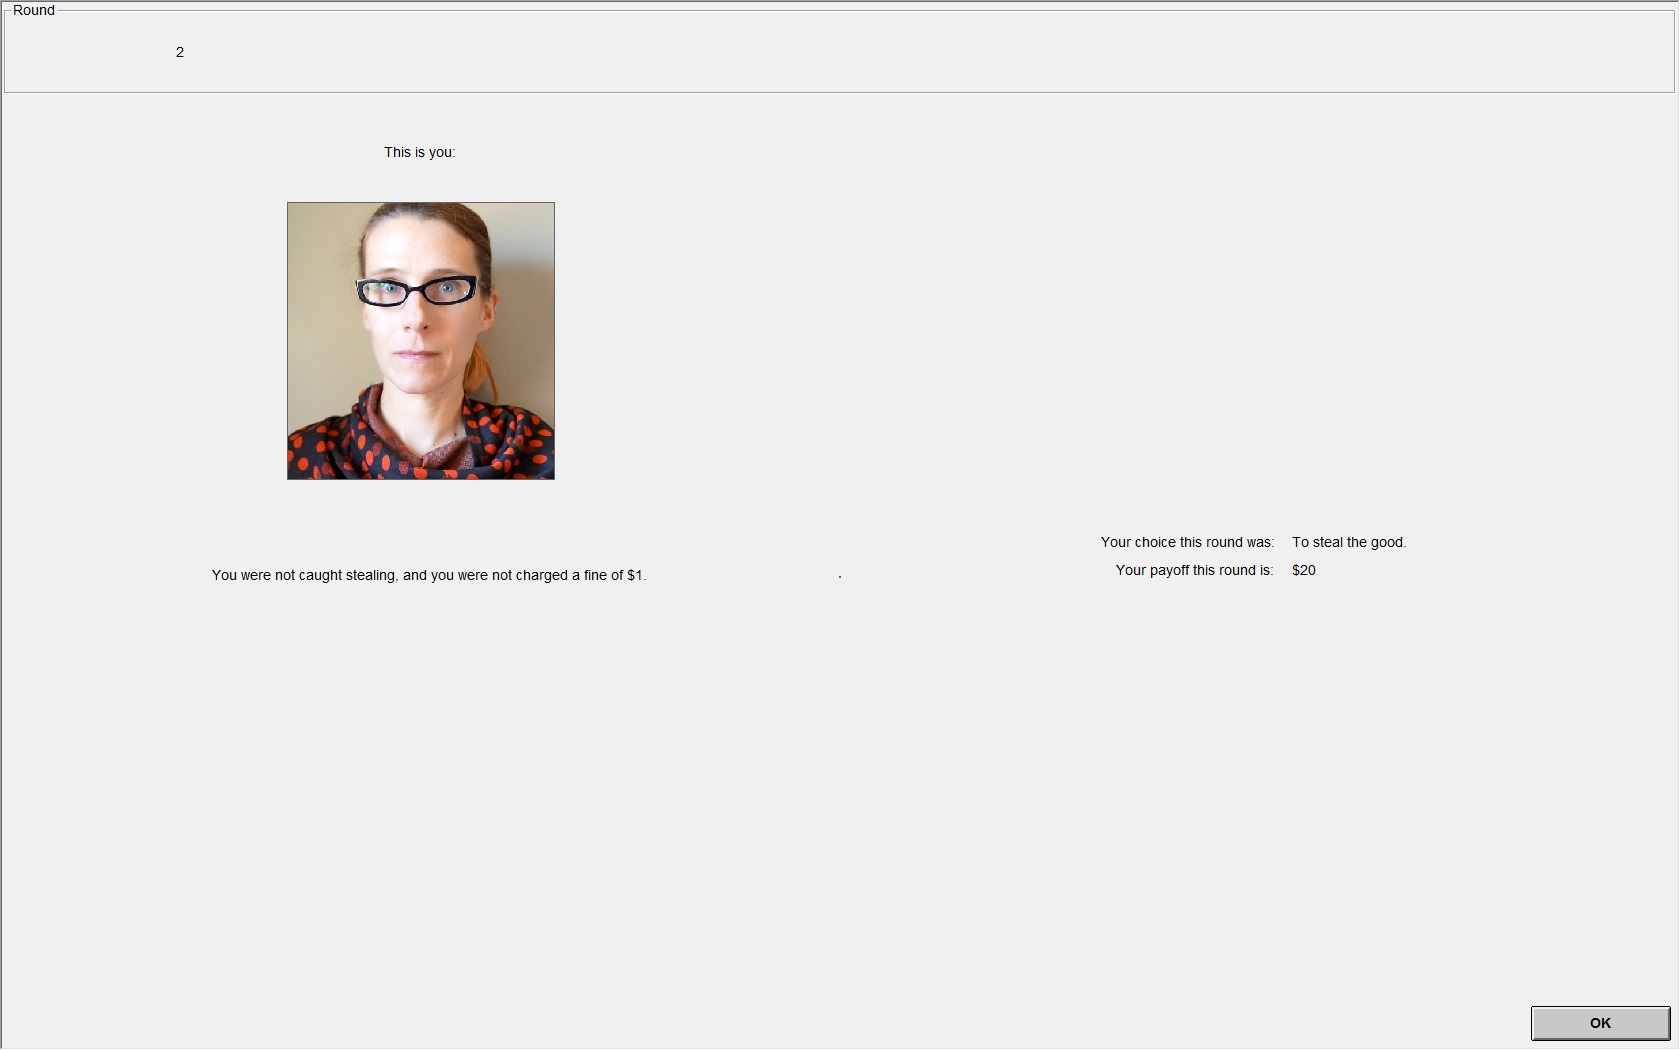 Round
2
This is you:
Your choice this round was: To steal the good.
Your payoff this round is: $20
You were not caught stealing, and you were not charged a fine of $1.
.
OK